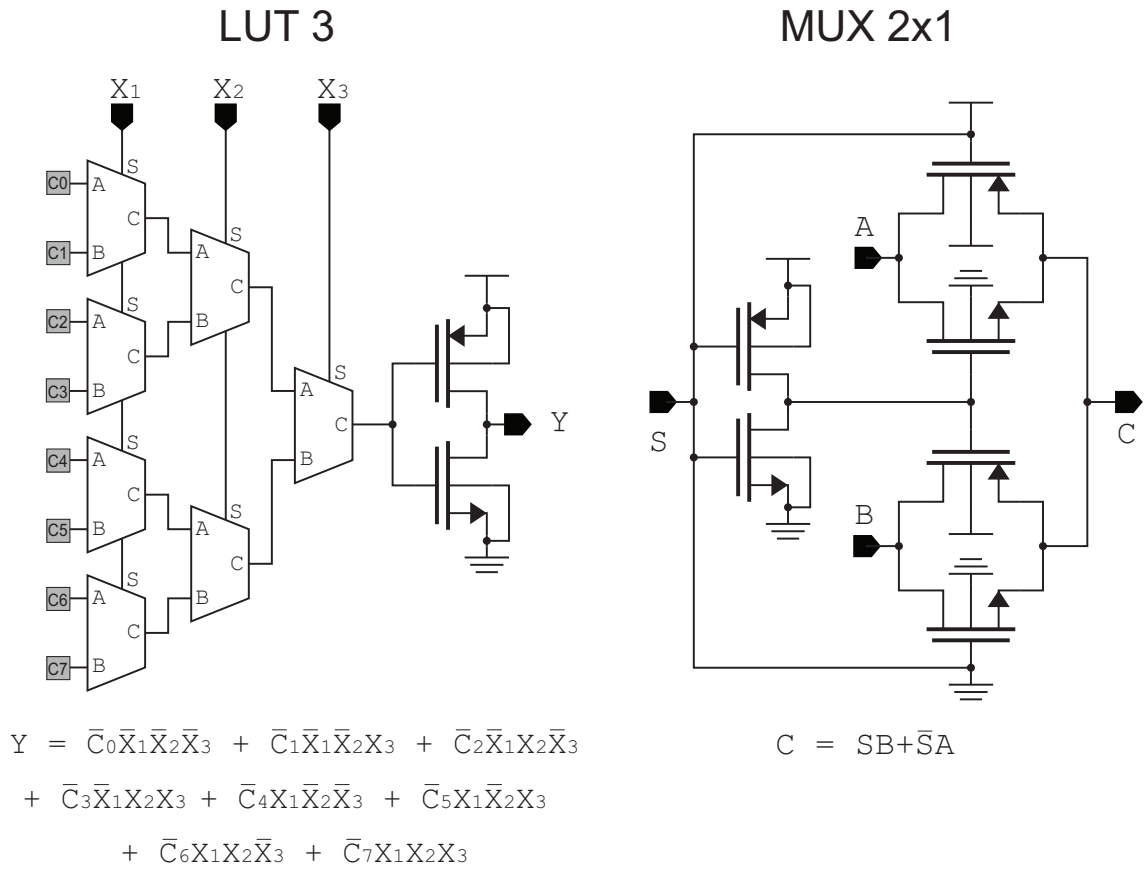 LUT 3
MUX 2x1
X1 X2 X3
S
C0 A
C
C1 B
S
A
C
B
S
C2 A
C
C3 B
S
A
C
B
Y
S
C4 A
C
C5 B
S
A
C
B
S
C6 A
C
C7 B
A
S
C
B
Y = C̅0X̅1X̅2X̅3 + C̅1X̅1X̅2X3 + C̅2X̅1X2X̅3
+ C̅3X̅1X2X3 + C̅4X1X̅2X̅3 + C̅5X1X̅2X3
+ C̅6X1X2X̅3 + C̅7X1X2X3
C = SB+S̅A